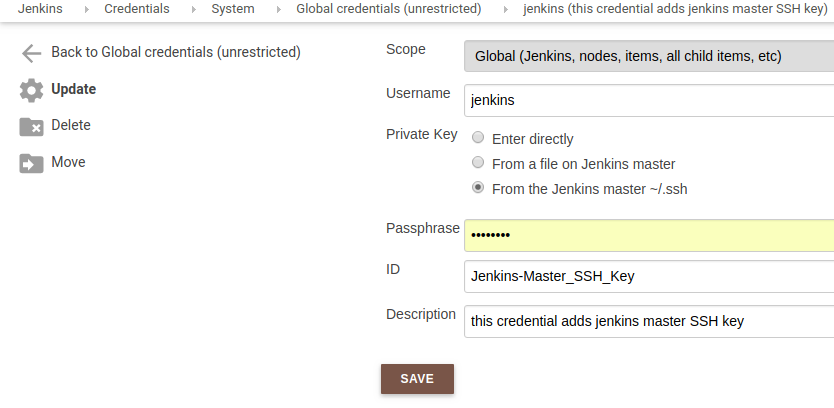 Jenkins Credentials System Global credentials (unrestricted) jenkins (this credential adds jenkins master SSH key)
Back to Global credentials (unrestricted)
Update
Delete
Move
Scope Global (Jenkins, nodes, items, all child items, etc)
Username jenkins
Private Key Enter directly
From a file on Jenkins master
From the Jenkins master ~/.ssh
Passphrase ••••••••
ID Jenkins-Master_SSH_Key
Description this credential adds jenkins master SSH key
SAVE